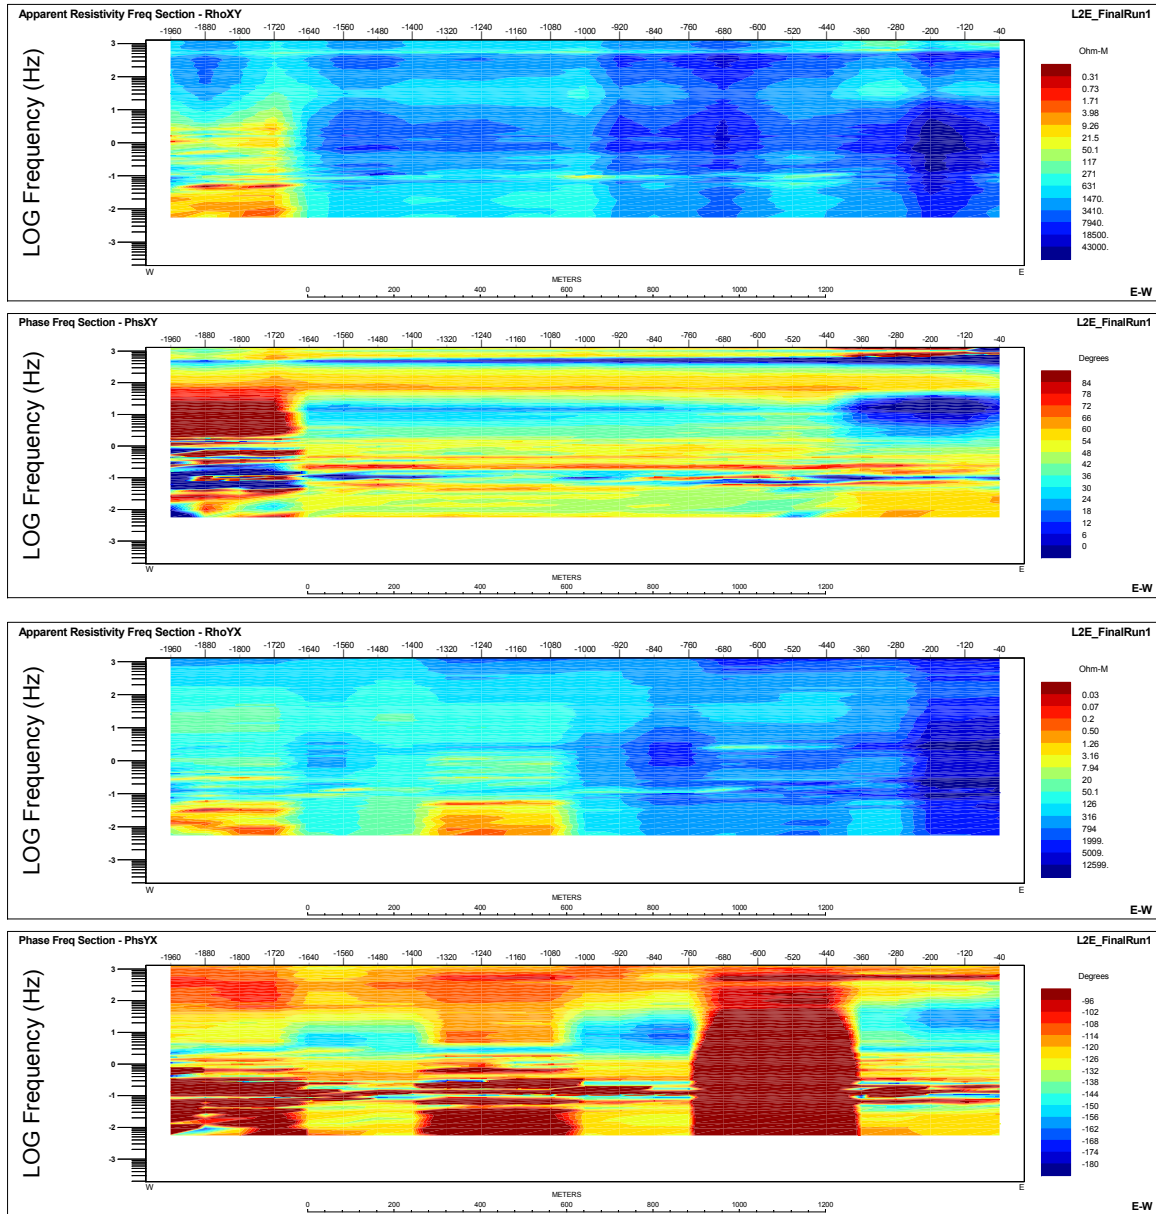 Apparent Resistivity Freq Section - RhoXY L2E_FinalRun1
-1960 -1880 -1800 -1720 -1640 -1560 -1480 -1400 -1320 -1240 -1160 -1080 -1000 -920 -840 -760 -680 -600 -520 -440 -360 -280 -200 -120 -40
LOG Frequency (Hz)
3
2
1
0
-1
-2
-3
W E
METERS
0 200 400 600 800 1000 1200
E-W
Ohm-M
0.31
0.73
1.71
3.98
9.26
21.5
50.1
117
271
631
1470.
3410.
7940.
18500.
43000.
Phase Freq Section - PhsXY L2E_FinalRun1
-1960 -1880 -1800 -1720 -1640 -1560 -1480 -1400 -1320 -1240 -1160 -1080 -1000 -920 -840 -760 -680 -600 -520 -440 -360 -280 -200 -120 -40
LOG Frequency (Hz)
3
2
1
0
-1
-2
-3
W E
METERS
0 200 400 600 800 1000 1200
E-W
Degrees
84
78
72
66
60
54
48
42
36
30
24
18
12
6
0
Apparent Resistivity Freq Section - RhoYX L2E_FinalRun1
-1960 -1880 -1800 -1720 -1640 -1560 -1480 -1400 -1320 -1240 -1160 -1080 -1000 -920 -840 -760 -680 -600 -520 -440 -360 -280 -200 -120 -40
LOG Frequency (Hz)
3
2
1
0
-1
-2
-3
W E
METERS
0 200 400 600 800 1000 1200
E-W
Ohm-M
0.03
0.07
0.2
0.50
1.26
3.16
7.94
20
50.1
126
316
794
1999.
5009.
12599.
Phase Freq Section - PhsYX L2E_FinalRun1
-1960 -1880 -1800 -1720 -1640 -1560 -1480 -1400 -1320 -1240 -1160 -1080 -1000 -920 -840 -760 -680 -600 -520 -440 -360 -280 -200 -120 -40
LOG Frequency (Hz)
3
2
1
0
-1
-2
-3
W E
METERS
0 200 400 600 800 1000 1200
E-W
Degrees
-96
-102
-108
-114
-120
-126
-132
-138
-144
-150
-156
-162
-168
-174
-180